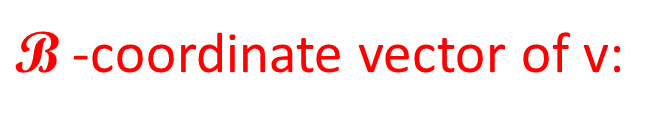 ℬ -coordinate vector of v: